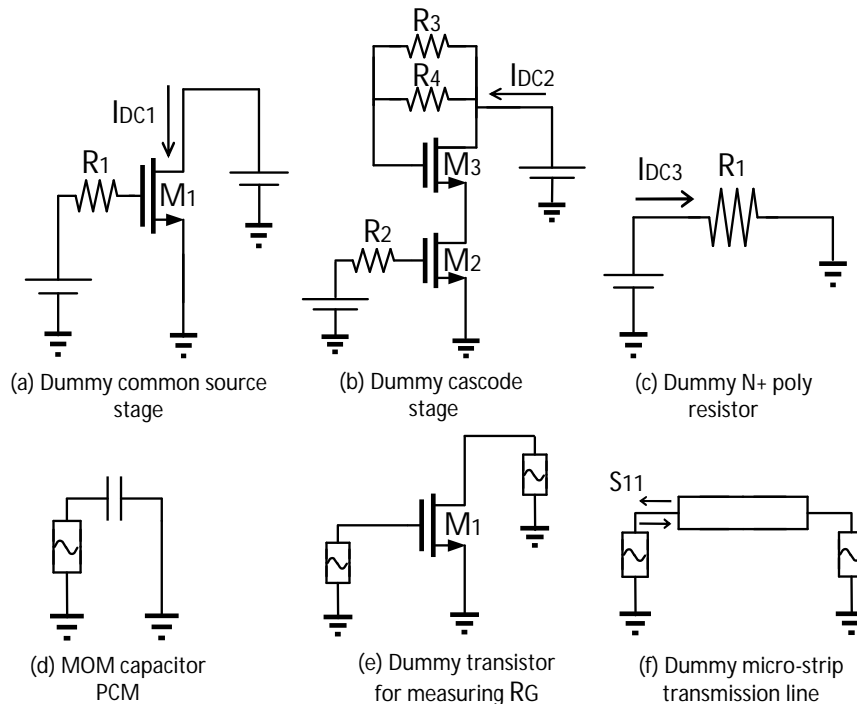 R3
R4
IDC1
IDC2
R1
M1
M3
R2
M2
IDC3
R1
(a) Dummy common source
stage
(b) Dummy cascode
stage
(c) Dummy N+ poly
resistor
M1
S11
(d) MOM capacitor
PCM
(e) Dummy transistor
for measuring RG
(f) Dummy micro-strip
transmission line